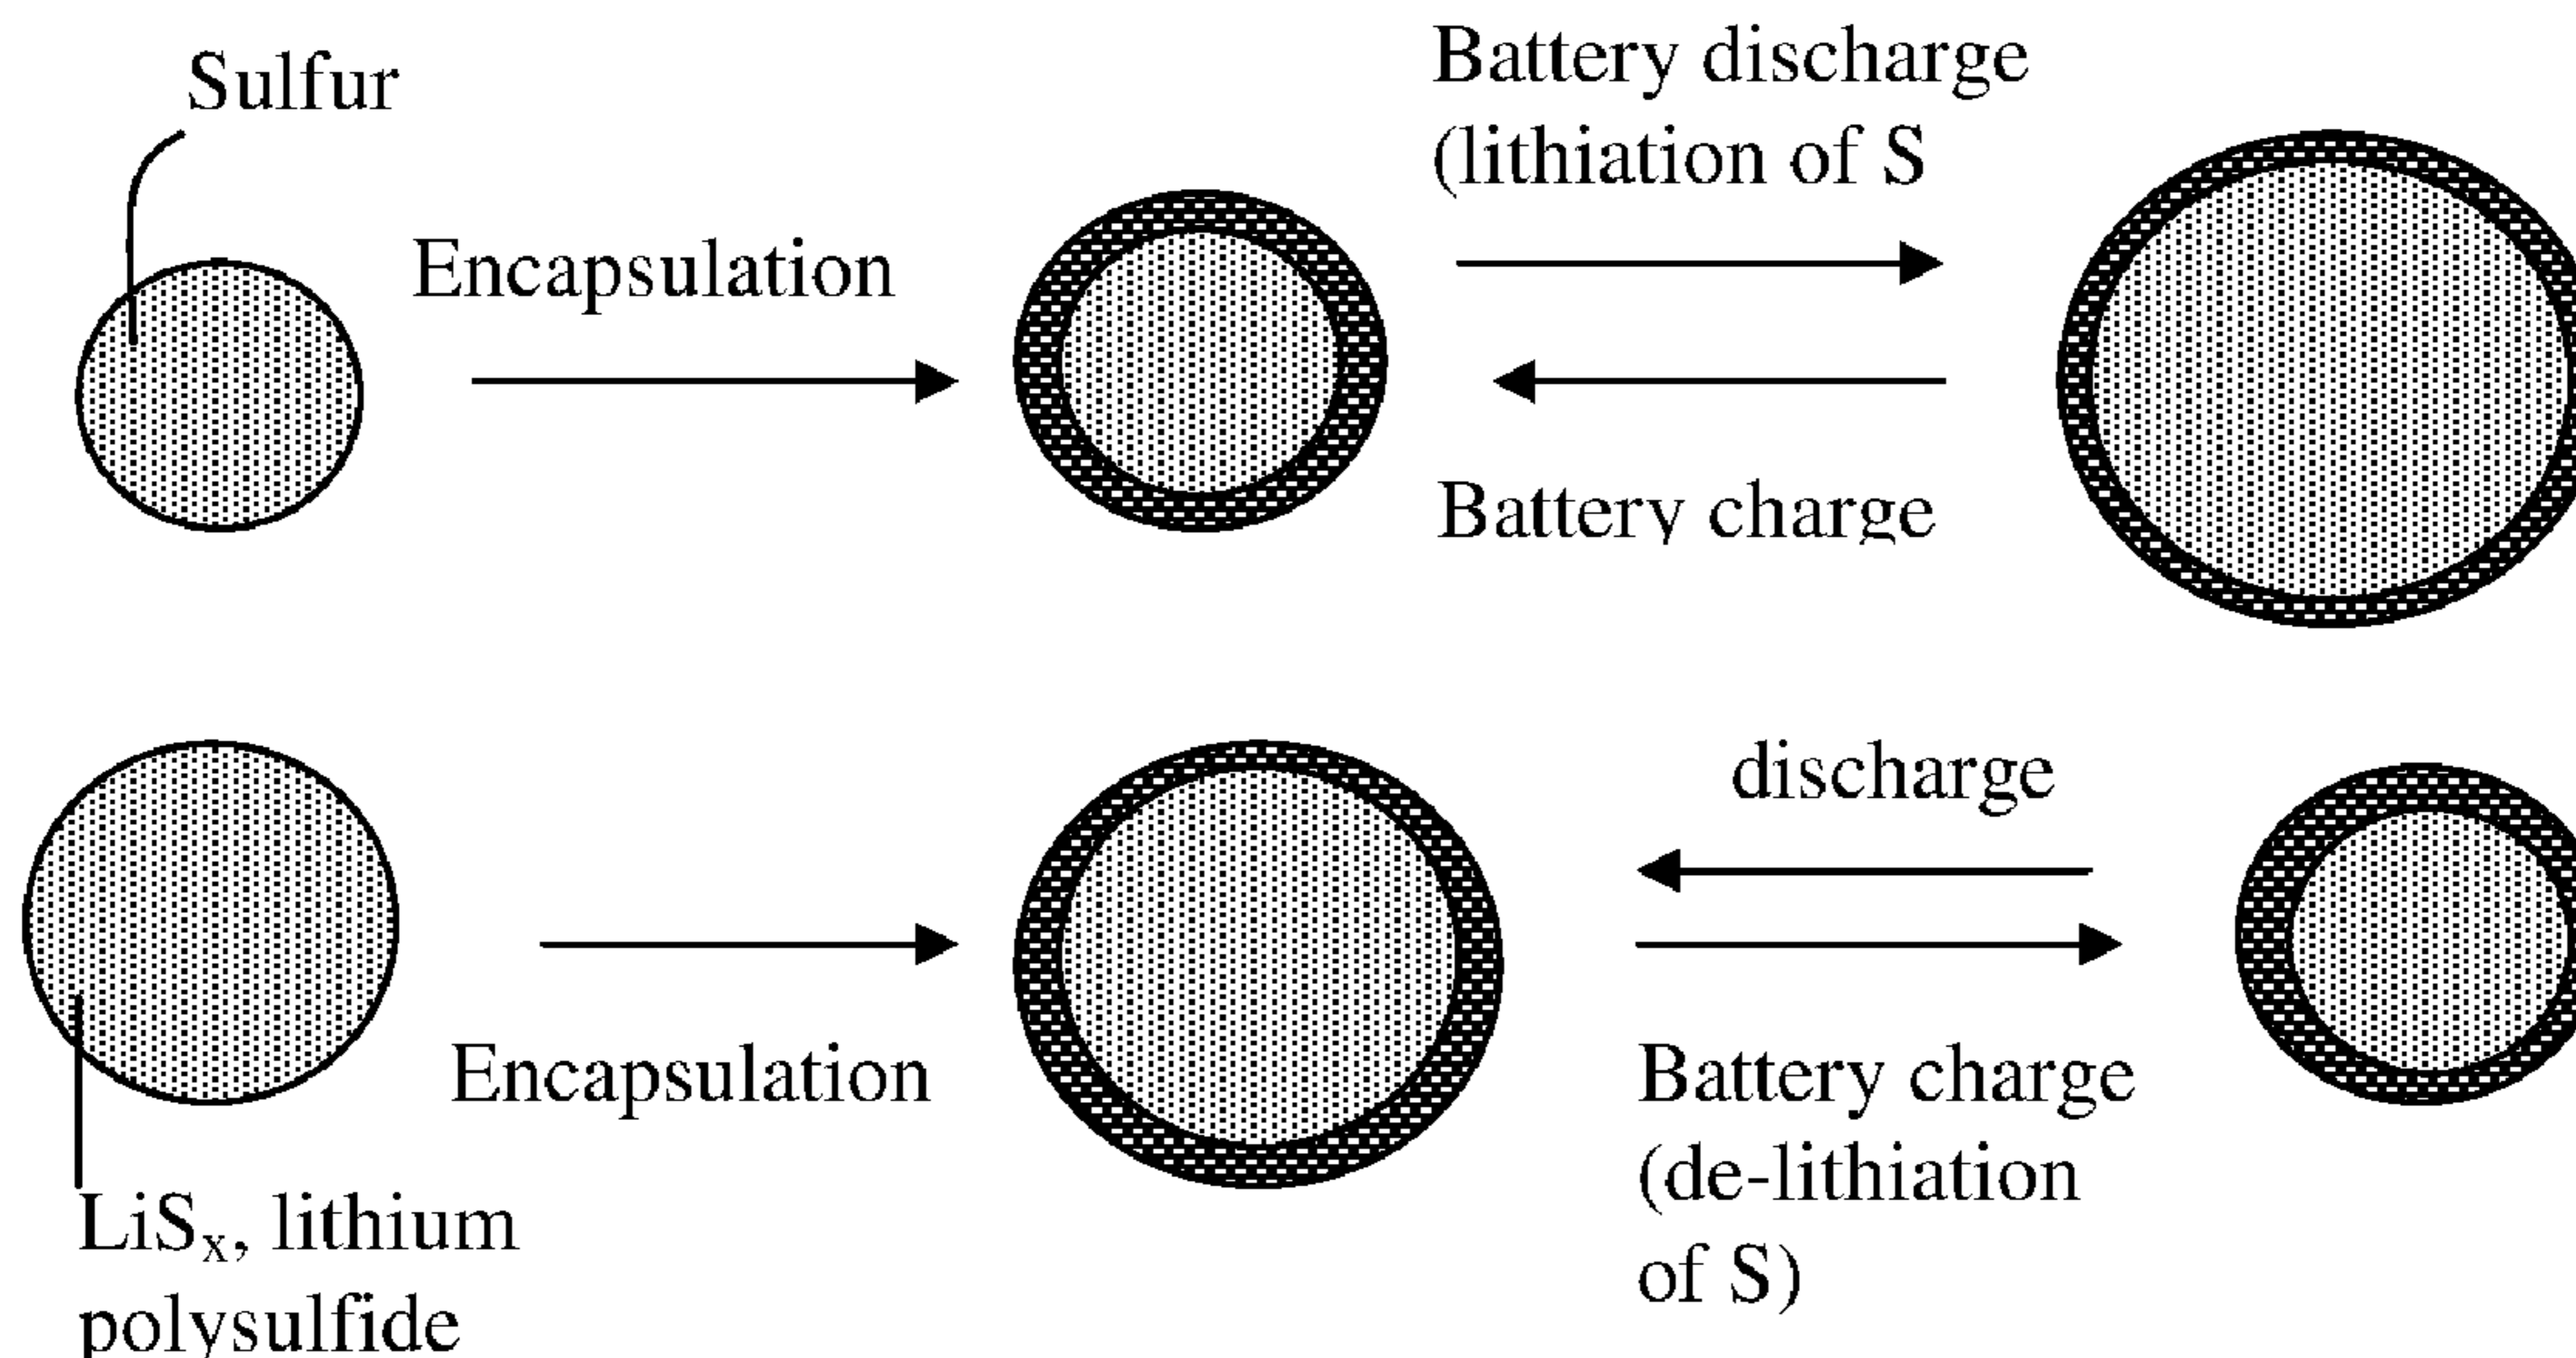 Sulfur
Encapsulation
Battery discharge
(lithiation of S
Battery charge
discharge
Encapsulation
Battery charge
(de-lithiation
of S)
LiSₓ, lithium
polysulfide